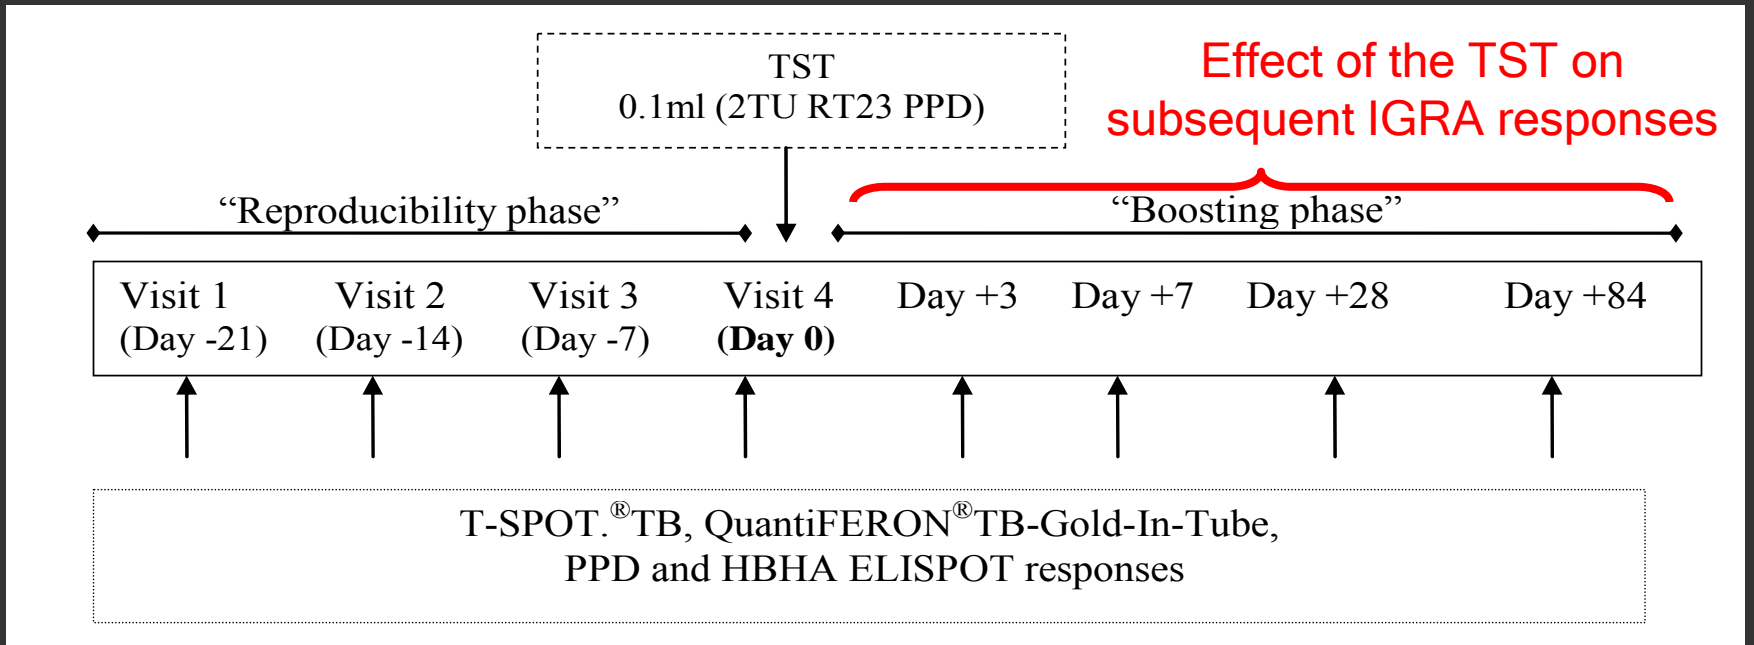 TST
0.1ml (2TU RT23 PPD)
Effect of the TST on
subsequent IGRA responses
“Reproducibility phase”
“Boosting phase”
Visit 1
(Day -21)
Visit 2
(Day -14)
Visit 3
(Day -7)
Visit 4
(Day 0)
Day +3
Day +7
Day +28
Day +84
T-SPOT.®TB, QuantiFERON®TB-Gold-In-Tube,
PPD and HBHA ELISPOT responses